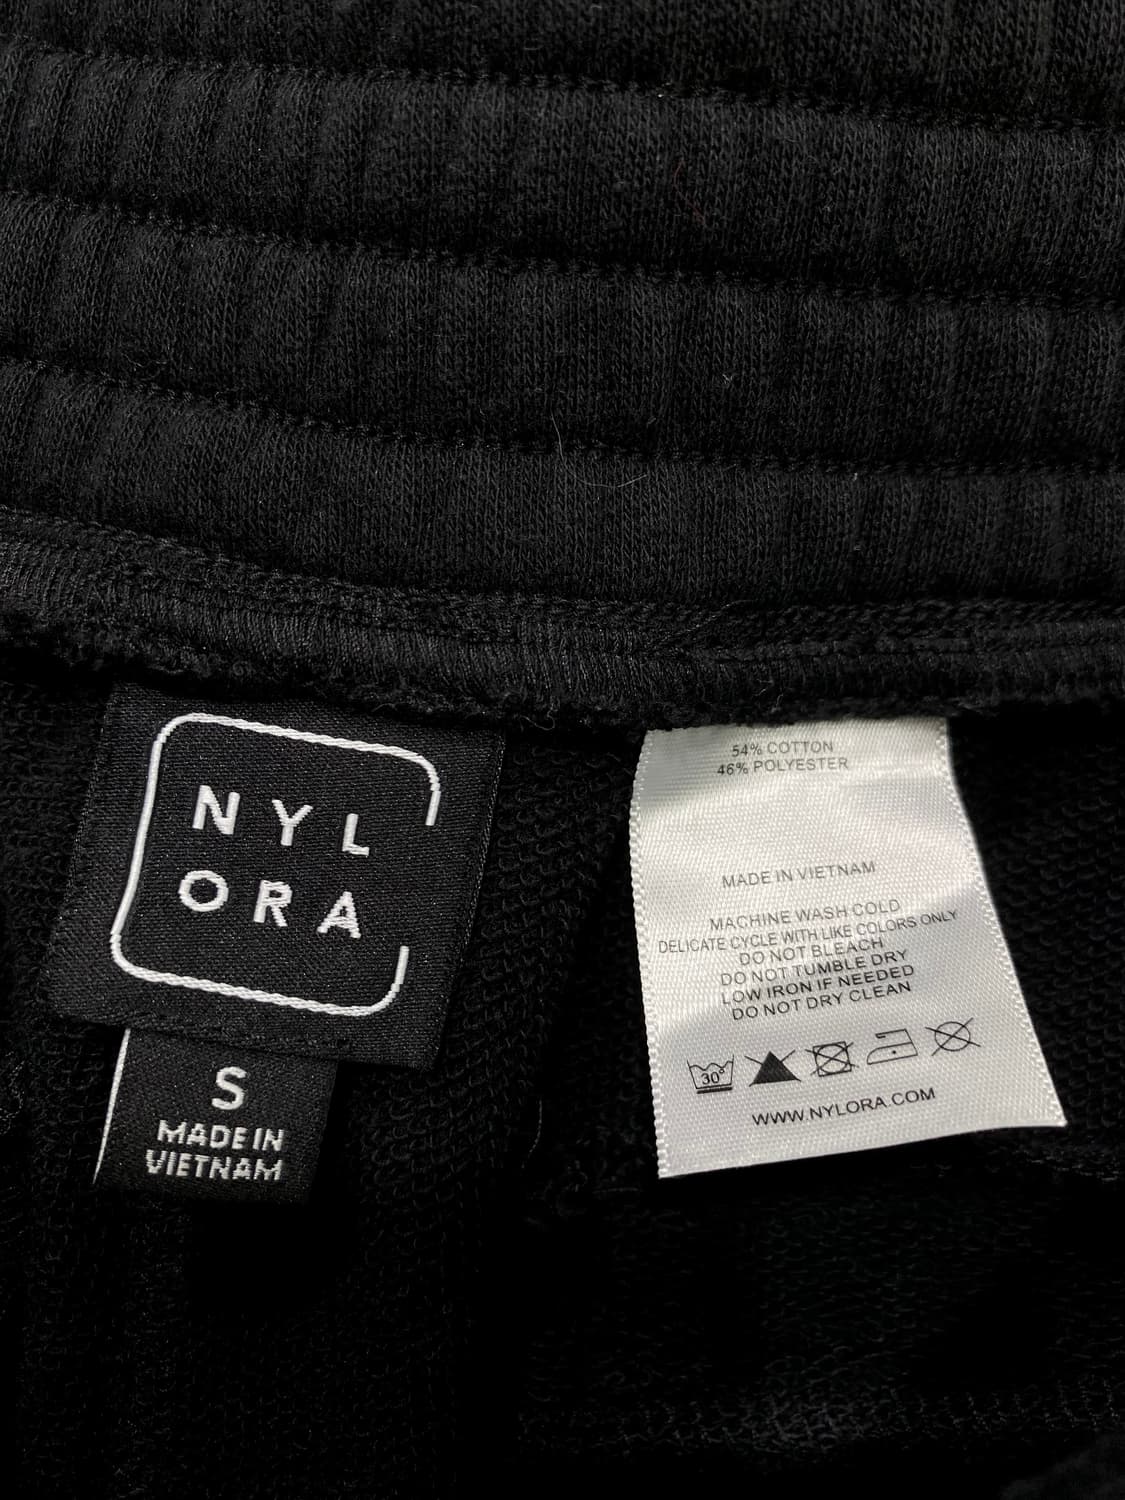 NYL
ORA
S
MADE IN
VIETNAM
54% COTTON
46% POLYESTER
MADE IN VIETNAM
MACHINE WASH COLD
DELICATE CYCLE WITH LIKE COLORS ONLY
DO NOT BLEACH
DO NOT TUMBLE DRY
LOW IRON IF NEEDED
DO NOT DRY CLEAN
30°
WWW.NYLORA.COM